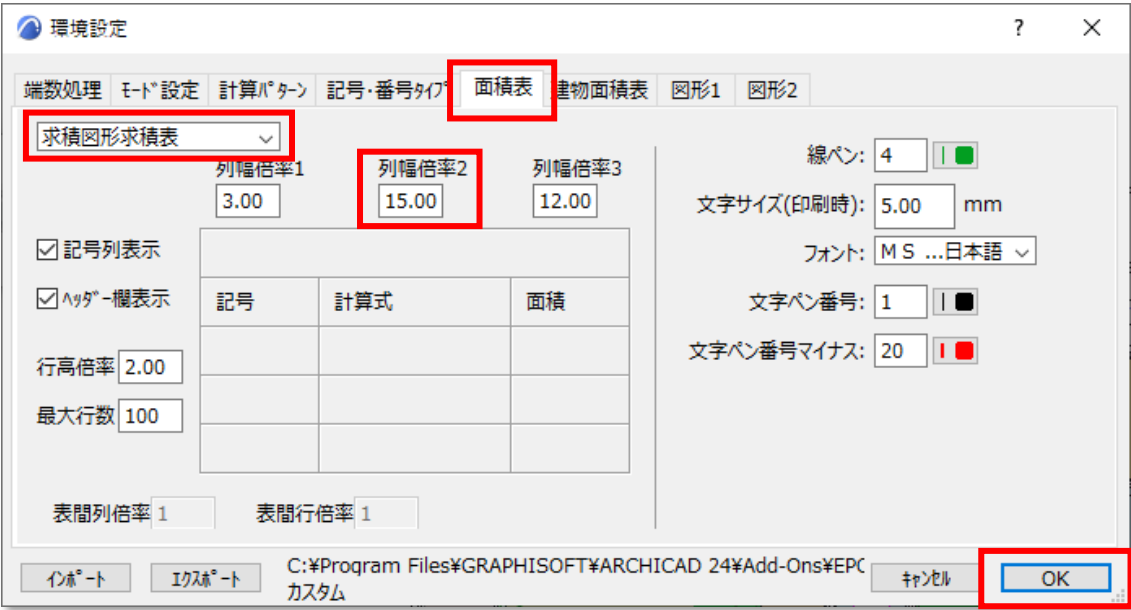 環境設定
?
端数処理 ﾓｰﾄﾞ設定 計算ﾊﾟﾀｰﾝ 記号・番号ﾀｲﾌﾟ 面積表 建物面積表 図形1 図形2
求積図形求積表
列幅倍率1 列幅倍率2 列幅倍率3
3.00 15.00 12.00
記号列表示
ﾍｯﾀﾞｰ欄表示
記号 計算式 面積
行高倍率 2.00
最大行数 100
表間列倍率 1 表間行倍率 1
線ペン: 4
文字サイズ(印刷時): 5.00 mm
フォント: ＭＳ ...日本語
文字ペン番号: 1
文字ペン番号マイナス: 20
ｲﾝﾎﾟｰﾄ ｴｸｽﾎﾟｰﾄ
C:¥Program Files¥GRAPHISOFT¥ARCHICAD 24¥Add-Ons¥EPC
カスタム
ｷｬﾝｾﾙ OK